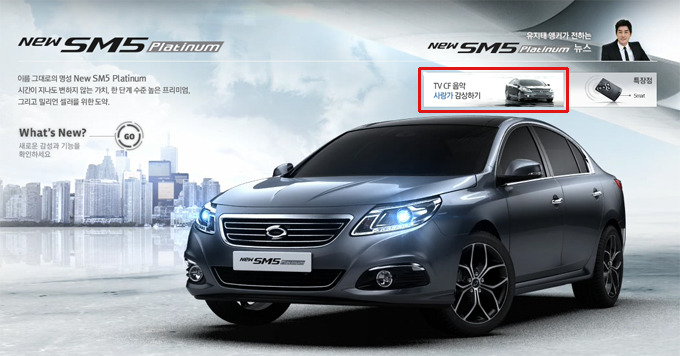 New SM5 Platinum
이름 그대로의 명성 New SM5 Platinum
시간이 지나도 변하지 않는 가치, 한 단계 수준 높은 프리미엄,
그리고 밀리언 셀러를 위한 도약.
What's New?
새로운 감성과 기능을
확인하세요
GO
유지태 앵커가 전하는
New SM5 Platinum 뉴스
TV CF 음악
사랑가 감상하기
특장점
Smart
NEW SM5 Platinum